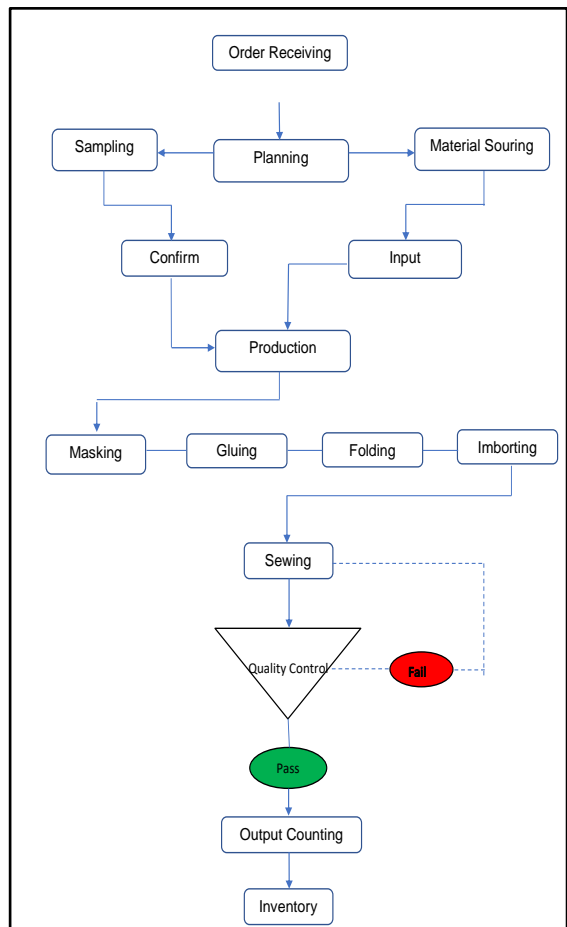 Order Receiving
Sampling
Planning
Material Souring
Confirm
Input
Production
Masking
Gluing
Folding
Imborting
Sewing
Quality Control
Fail
Pass
Output Counting
Inventory